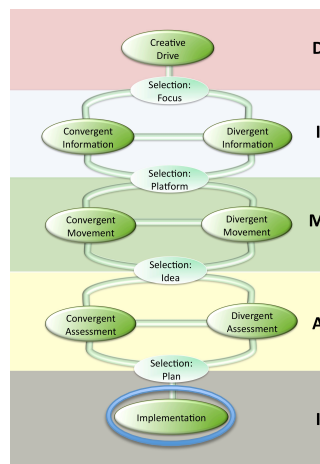 Creative
Drive
D
Selection:
Focus
Convergent
Information
Divergent
Information
I
Selection:
Platform
Convergent
Movement
Divergent
Movement
M
Selection:
Idea
Convergent
Assessment
Divergent
Assessment
A
Selection:
Plan
Implementation
I